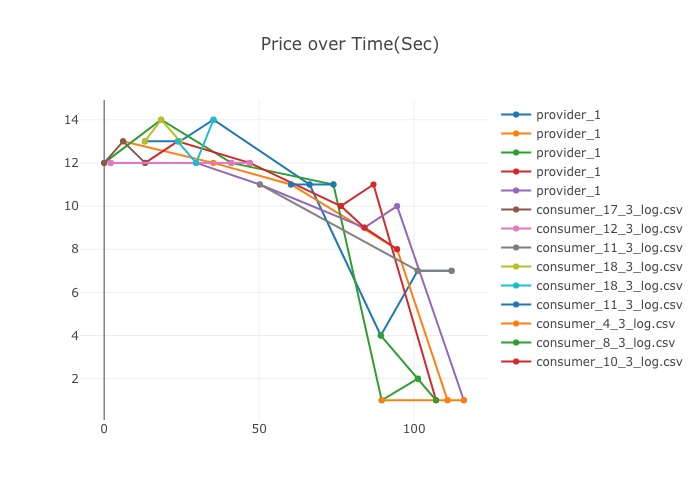 Price over Time(Sec)
14
12
10
8
6
4
2
0
50
100
provider_1
provider_1
provider_1
provider_1
provider_1
consumer_17_3_log.csv
consumer_12_3_log.csv
consumer_11_3_log.csv
consumer_18_3_log.csv
consumer_18_3_log.csv
consumer_11_3_log.csv
consumer_4_3_log.csv
consumer_8_3_log.csv
consumer_10_3_log.csv